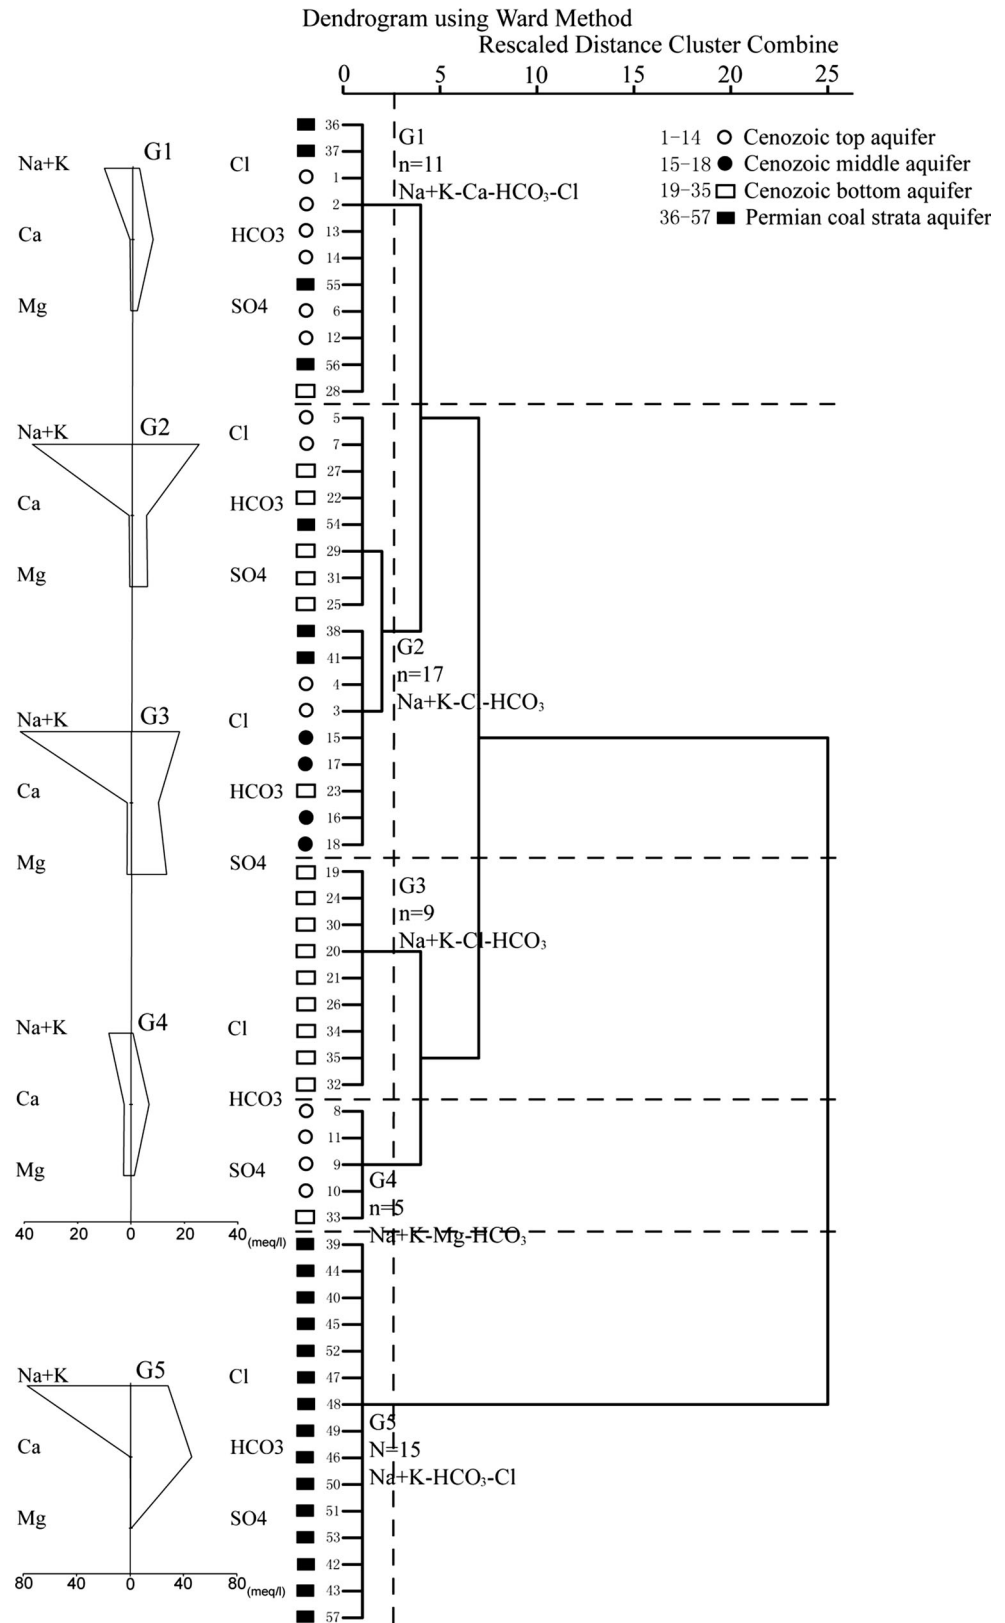 Dendrogram using Ward Method
Rescaled Distance Cluster Combine
0 5 10 15 20 25
1-14 Cenozoic top aquifer
15-18 Cenozoic middle aquifer
19-35 Cenozoic bottom aquifer
36-57 Permian coal strata aquifer
G1
n=11
Na+K-Ca-HCO₃-Cl
G2
n=17
Na+K-Cl-HCO₃
G3
n=9
Na+K-Cl-HCO₃
G4
n=5
Na+K-Mg-HCO₃
G5
N=15
Na+K-HCO₃-Cl
36
37
1
2
13
14
55
6
12
56
28
5
7
27
22
54
29
31
25
38
41
4
3
15
17
23
16
18
19
24
30
20
21
26
34
35
32
8
11
9
10
33
39
44
40
45
52
47
48
49
46
50
51
53
42
43
57
Na+K G1 Cl
Ca HCO3
Mg SO4
Na+K G2 Cl
Ca HCO3
Mg SO4
Na+K G3 Cl
Ca HCO3
Mg SO4
Na+K G4 Cl
Ca HCO3
Mg SO4
40 20 0 20 40 (meq/l)
Na+K G5 Cl
Ca HCO3
Mg SO4
80 40 0 40 80 (meq/l)